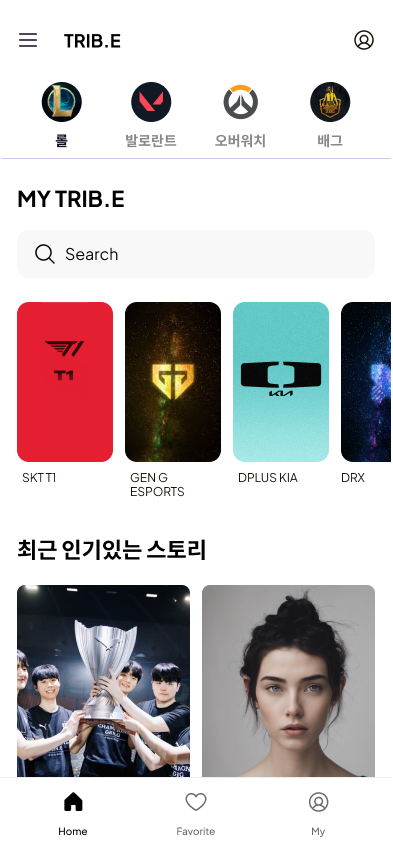 TRIB.E
롤
발로란트
오버워치
배그
MY TRIB.E
Search
T1
KIA
SKT T1
GEN G
ESPORTS
DPLUS KIA
DRX
최근 인기있는 스토리
Home
Favorite
My